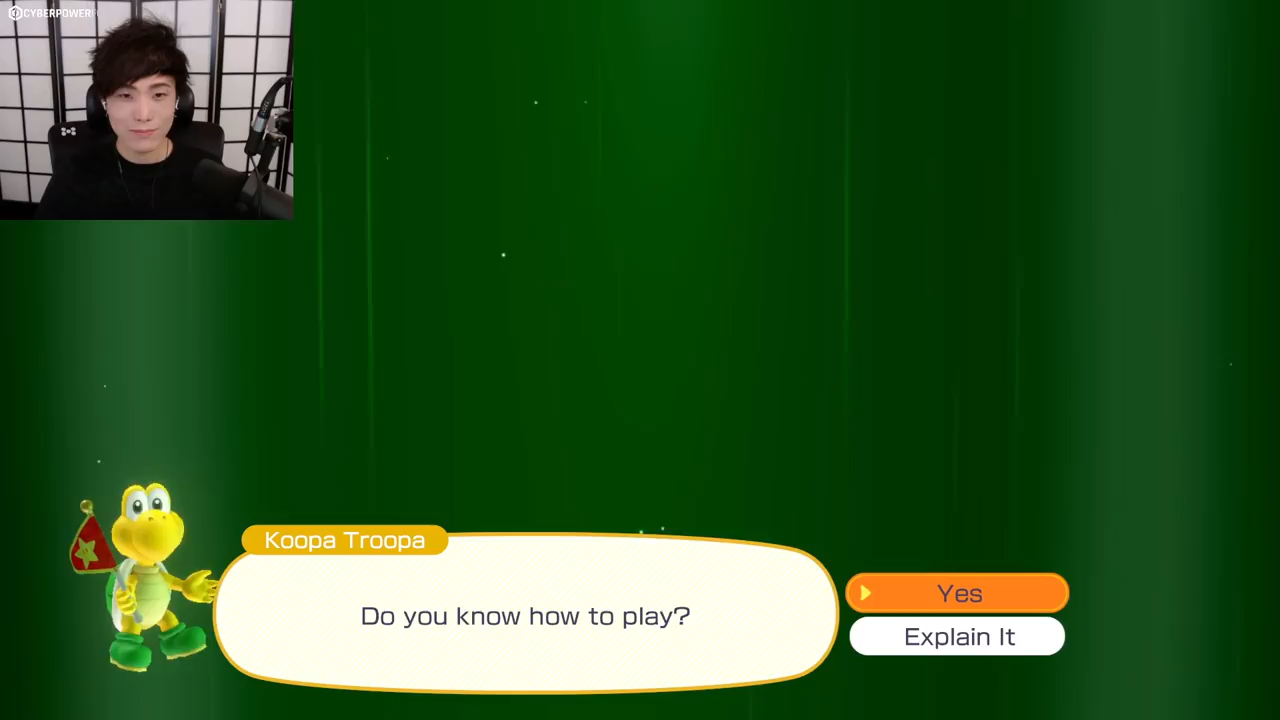 CYBERPOWER
Koopa Troopa
Do you know how to play?
Yes
Explain It